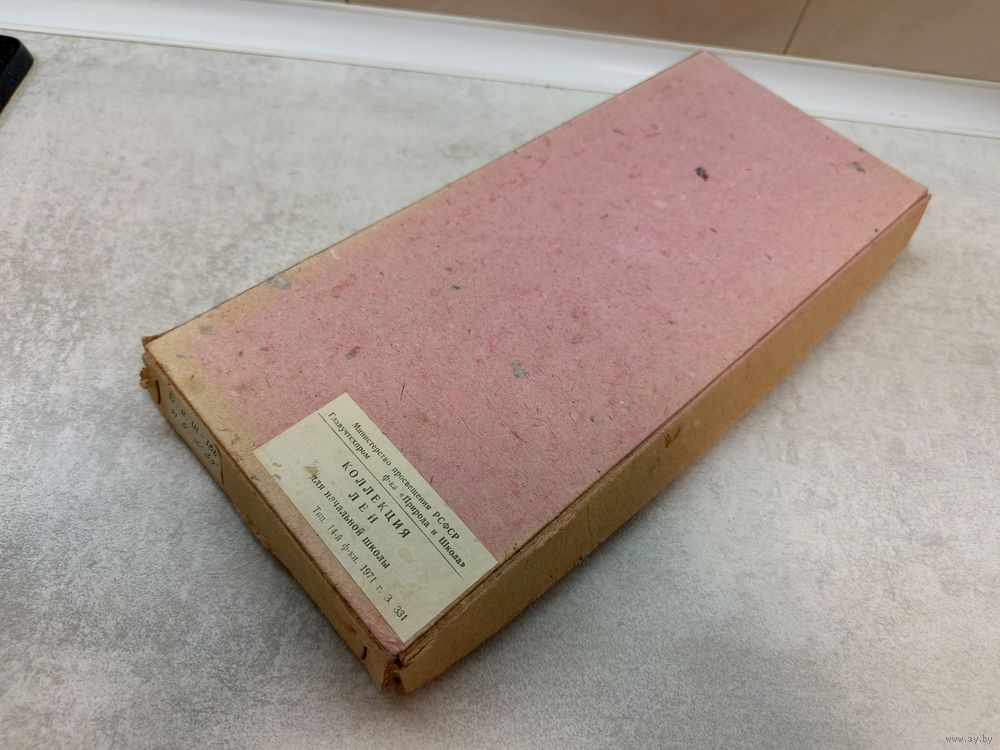 Министерство просвещения РСФСР
Главучтехпром ф-ка «Природа и Школа»
КОЛЛЕКЦИЯ
ЛЕН
для начальной школы
Тип. 14-й ф-ки. 1971 г. З. 331
www.ay.by